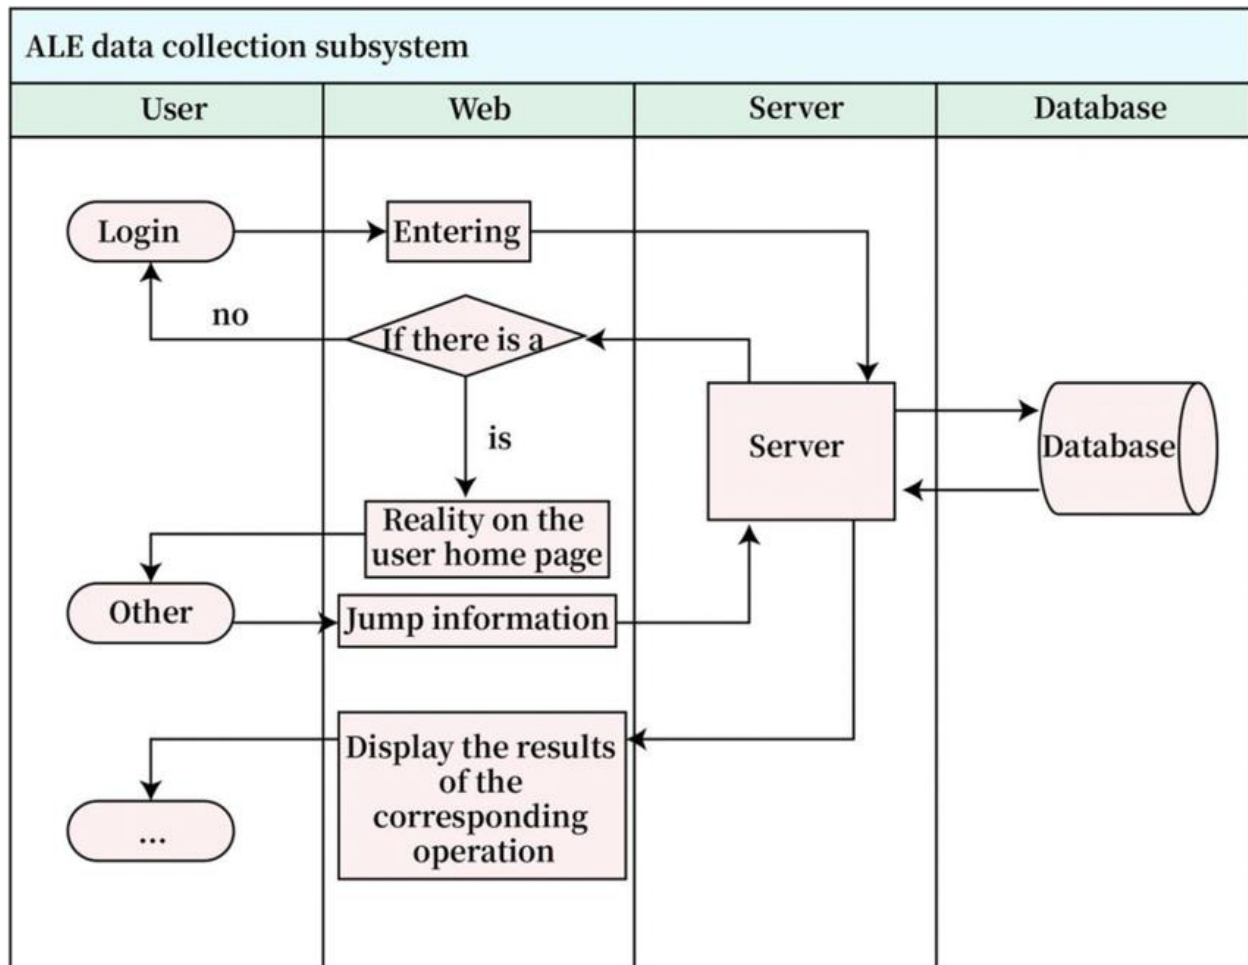 ALE data collection subsystem
User
Web
Server
Database
Login
Entering
no
If there is a
is
Server
Database
Reality on the
user home page
Other
Jump information
Display the results
of the
corresponding
operation
...